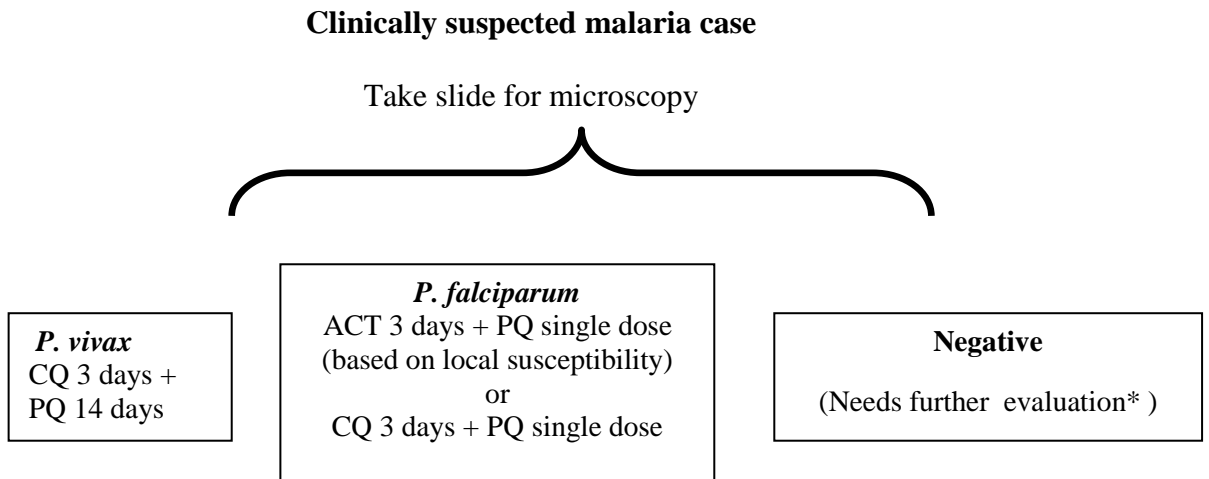 Clinically suspected malaria case
Take slide for microscopy
P. vivax
CQ 3 days +
PQ 14 days
P. falciparum
ACT 3 days + PQ single dose
(based on local susceptibility)
or
CQ 3 days + PQ single dose
Negative
(Needs further evaluation* )